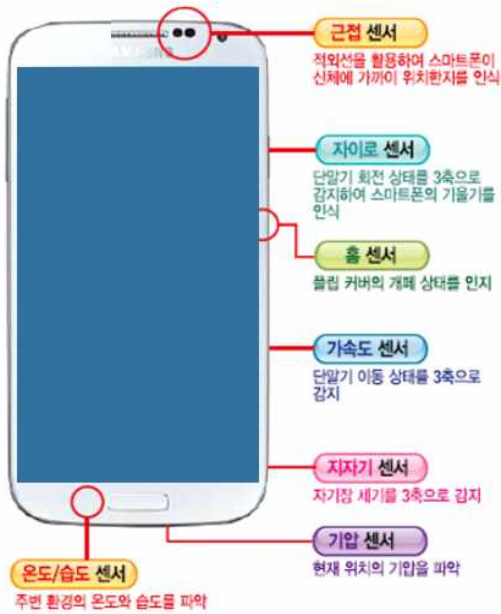 SAMSUNG
근접 센서
적외선을 활용하여 스마트폰이
신체에 가까이 위치한지를 인식
자이로 센서
단말기 회전 상태를 3축으로
감지하여 스마트폰의 기울기를
인식
홀 센서
플립 커버의 개폐 상태를 인지
가속도 센서
단말기 이동 상태를 3축으로
감지
지자기 센서
자기장 세기를 3축으로 감지
기압 센서
현재 위치의 기압을 파악
온도/습도 센서
주변 환경의 온도와 습도를 파악